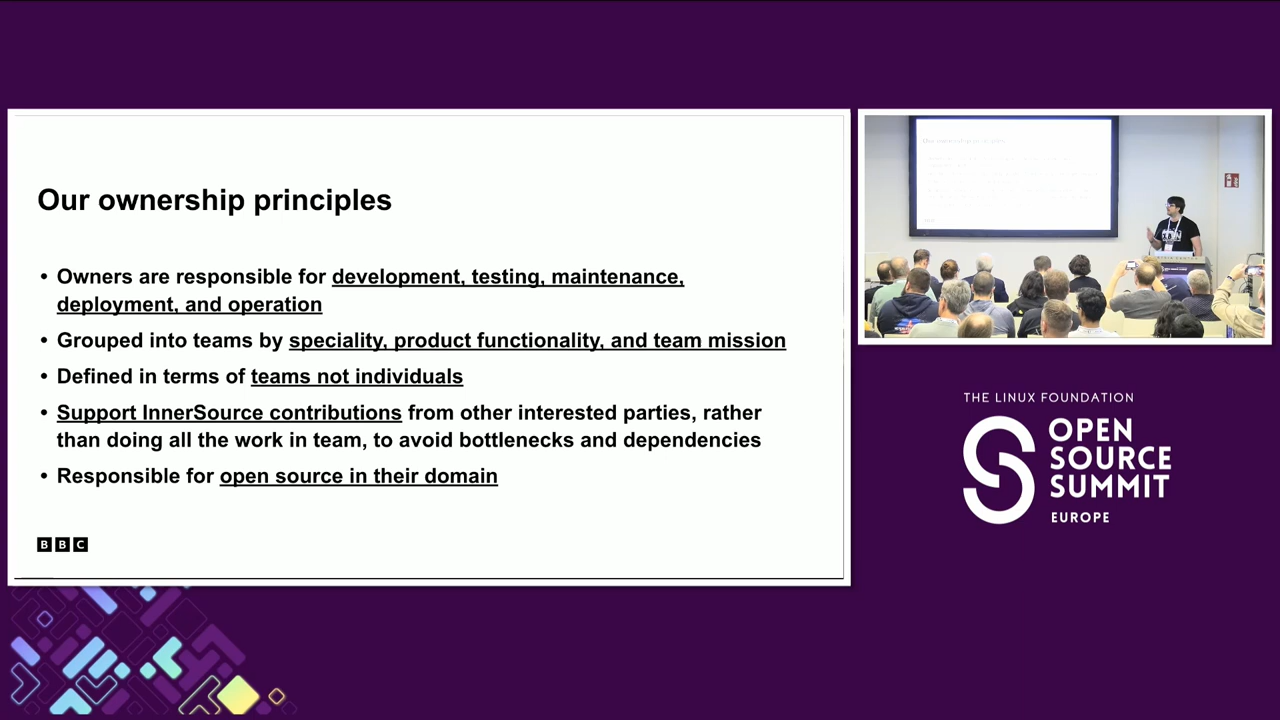 Our ownership principles
• Owners are responsible for development, testing, maintenance,
deployment, and operation
• Grouped into teams by speciality, product functionality, and team mission
• Defined in terms of teams not individuals
• Support InnerSource contributions from other interested parties, rather
than doing all the work in team, to avoid bottlenecks and dependencies
• Responsible for open source in their domain
BBC
THE LINUX FOUNDATION
OPEN
SOURCE
SUMMIT
EUROPE